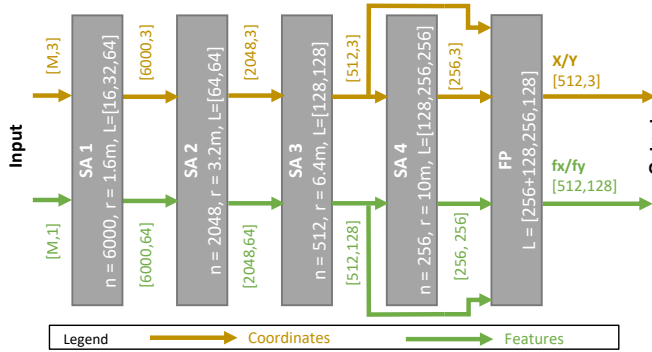 Input
[M,3]
[M,1]
SA 1
n = 6000, r = 1.6m, L=[16,32,64]
[6000,3]
[6000,64]
SA 2
n = 2048, r = 3.2m, L=[64,64]
[2048,3]
[2048,64]
SA 3
n = 512, r = 6.4m, L=[128,128]
[512,3]
[512,128]
SA 4
n = 256, r = 10m, L=[128,256,256]
[256,3]
[256, 256]
FP
L = [256+128,256,128]
X/Y
[512,3]
fx/fy
[512,128]
Legend
Coordinates
Features